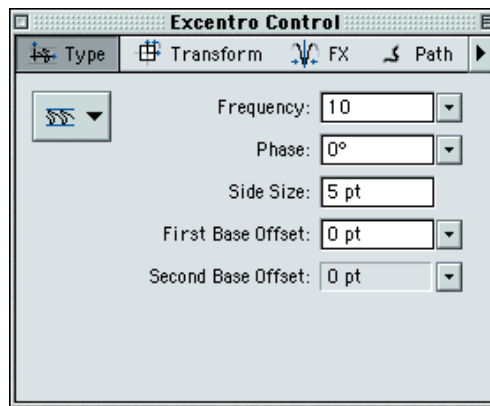 Excentro Control
Type Transform FX Path
Frequency: 10
Phase: 0°
Side Size: 5 pt
First Base Offset: 0 pt
Second Base Offset: 0 pt